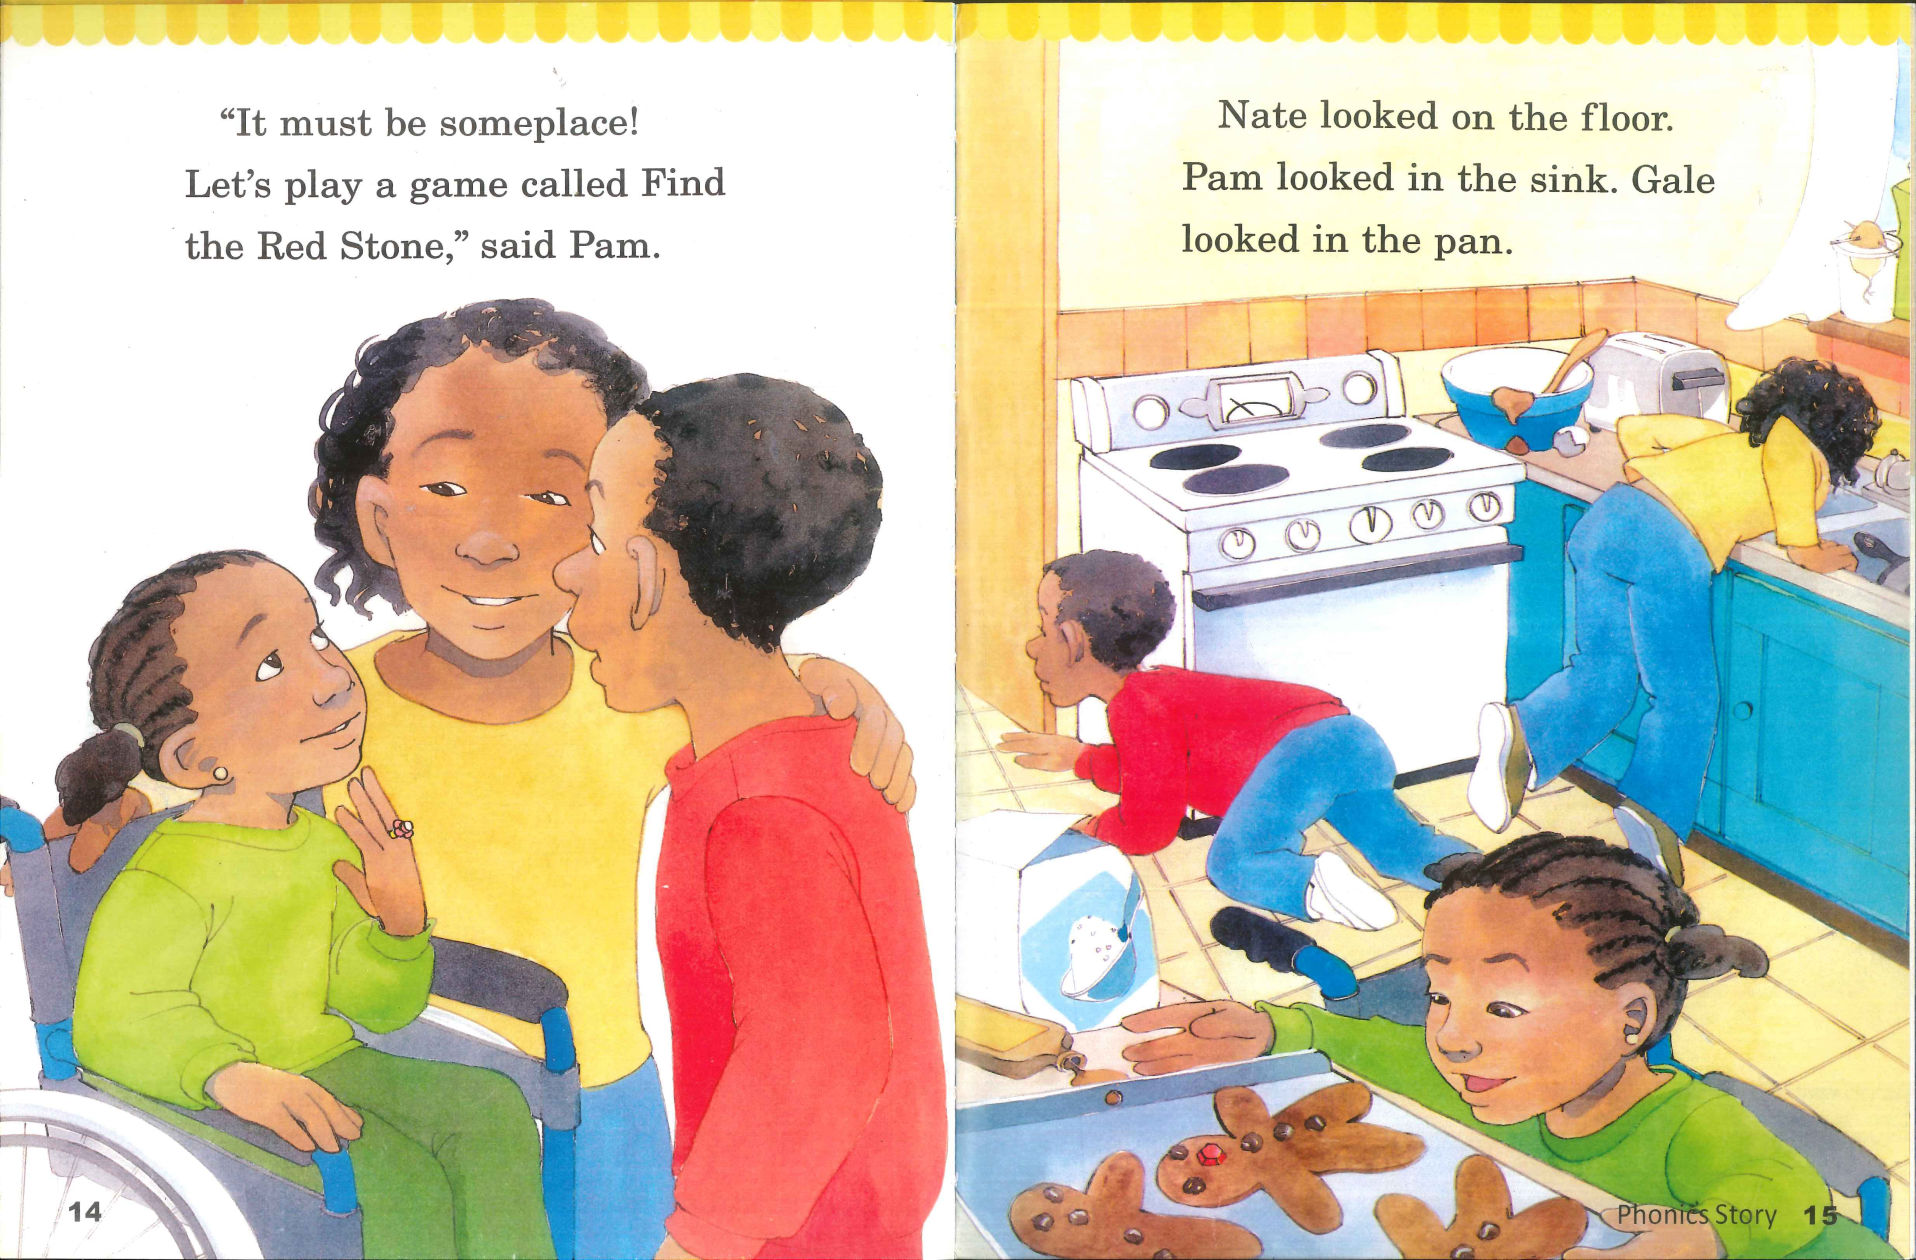 “It must be someplace!
Let’s play a game called Find
the Red Stone,” said Pam.
14
Nate looked on the floor.
Pam looked in the sink. Gale
looked in the pan.
Phonics Story 15